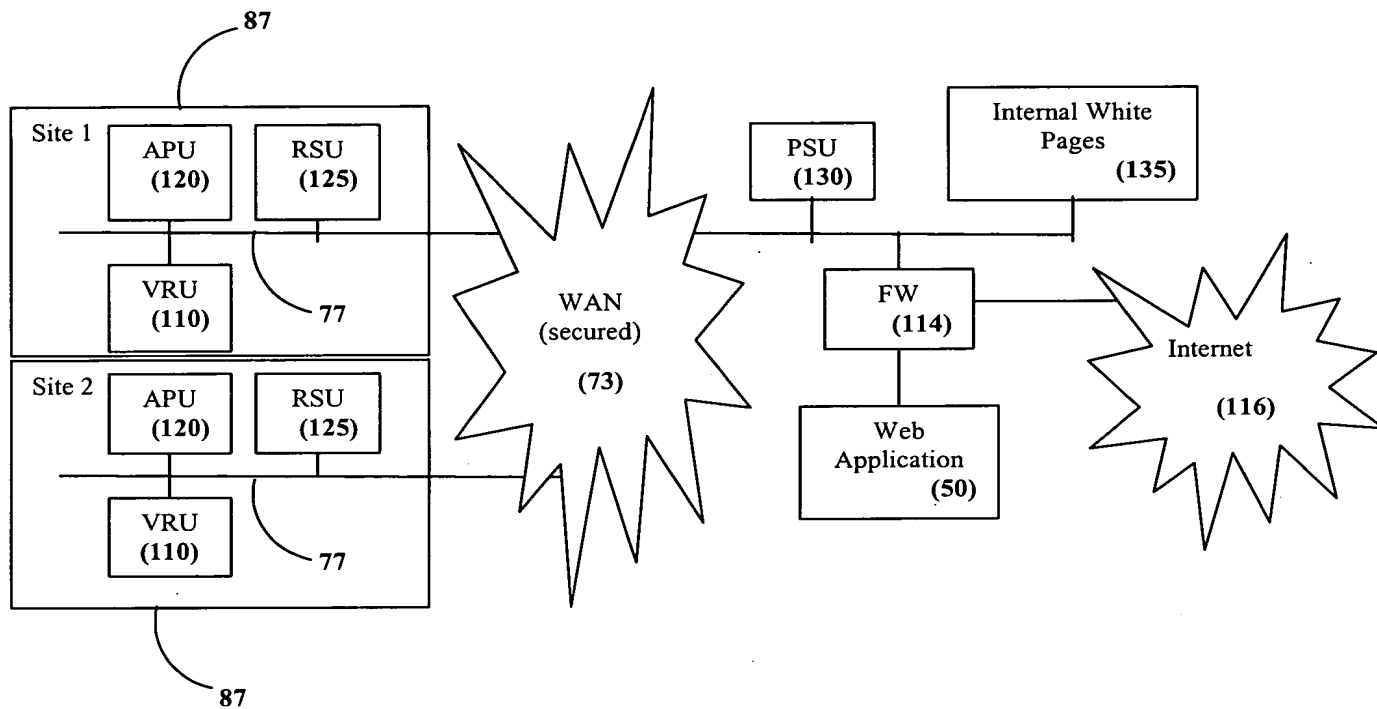 87
Site 1
APU
(120)
RSU
(125)
VRU
(110)
77
Site 2
APU
(120)
RSU
(125)
VRU
(110)
77
87
WAN
(secured)
(73)
PSU
(130)
Internal White
Pages
(135)
FW
(114)
Web
Application
(50)
Internet
(116)